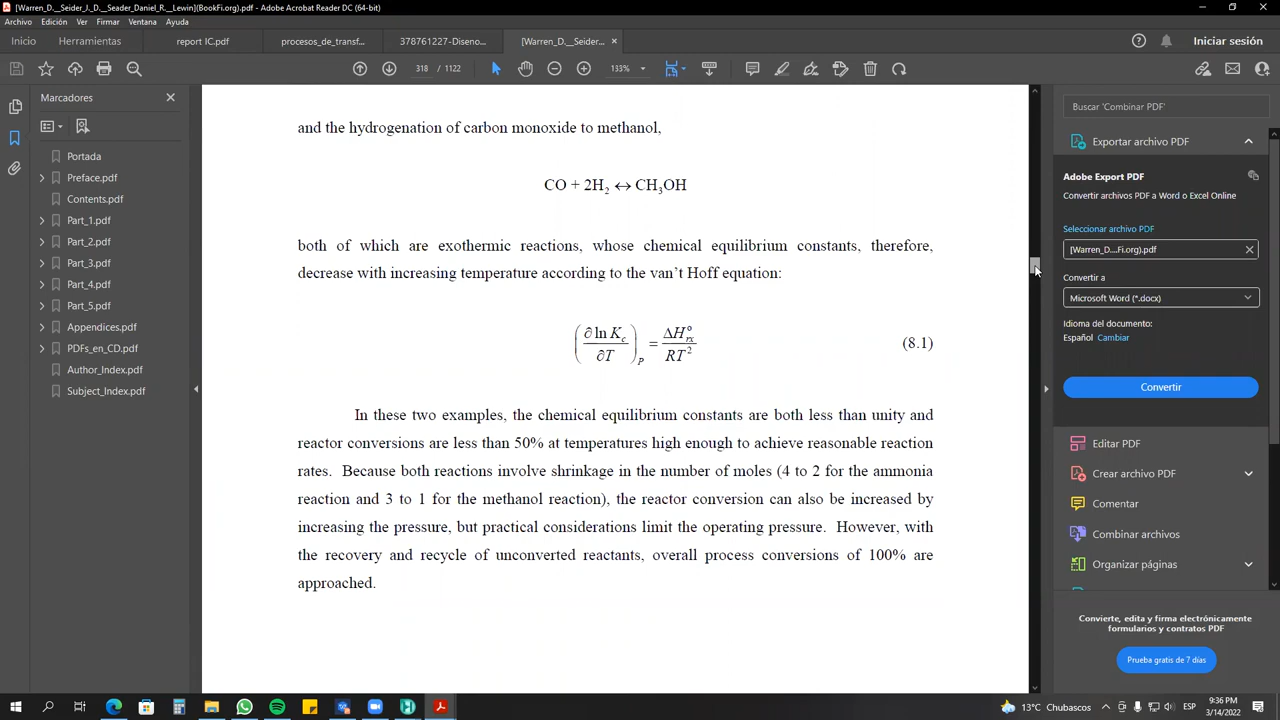 [Warren_D._Seider_J._D._Seader_Daniel_R._Lewin](BookFi.org).pdf - Adobe Acrobat Reader DC (64-bit)
Archivo Edición Ver Firmar Ventana Ayuda
Inicio Herramientas report IC.pdf procesos_de_transf... 378761227-Diseno... [Warren_D.__Seider... × Iniciar sesión
318 / 1122 133%
Marcadores
Portada
Preface.pdf
Contents.pdf
Part_1.pdf
Part_2.pdf
Part_3.pdf
Part_4.pdf
Part_5.pdf
Appendices.pdf
PDFs_en_CD.pdf
Author_Index.pdf
Subject_Index.pdf
and the hydrogenation of carbon monoxide to methanol,
CO + 2H₂ ↔ CH₃OH
both of which are exothermic reactions, whose chemical equilibrium constants, therefore,
decrease with increasing temperature according to the van’t Hoff equation:
(∂ ln K_c / ∂T)_P = ΔH°_rx / RT² (8.1)
In these two examples, the chemical equilibrium constants are both less than unity and
reactor conversions are less than 50% at temperatures high enough to achieve reasonable reaction
rates. Because both reactions involve shrinkage in the number of moles (4 to 2 for the ammonia
reaction and 3 to 1 for the methanol reaction), the reactor conversion can also be increased by
increasing the pressure, but practical considerations limit the operating pressure. However, with
the recovery and recycle of unconverted reactants, overall process conversions of 100% are
approached.
Buscar 'Combinar PDF'
Exportar archivo PDF
Adobe Export PDF
Convertir archivos PDF a Word o Excel Online
Seleccionar archivo PDF
[Warren_D....Fi.org).pdf
Convertir a
Microsoft Word (*.docx)
Idioma del documento:
Español Cambiar
Convertir
Editar PDF
Crear archivo PDF
Comentar
Combinar archivos
Organizar páginas
Convierte, edita y firma electrónicamente
formularios y contratos PDF
Prueba gratis de 7 días
13°C Chubascos ESP 9:36 PM
3/14/2022